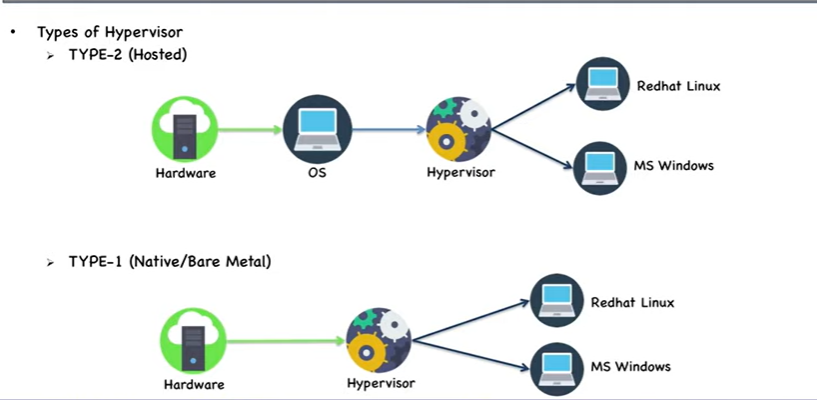 • Types of Hypervisor
➢ TYPE-2 (Hosted)
Redhat Linux
MS Windows
Hardware
OS
Hypervisor
➢ TYPE-1 (Native/Bare Metal)
Redhat Linux
MS Windows
Hardware
Hypervisor